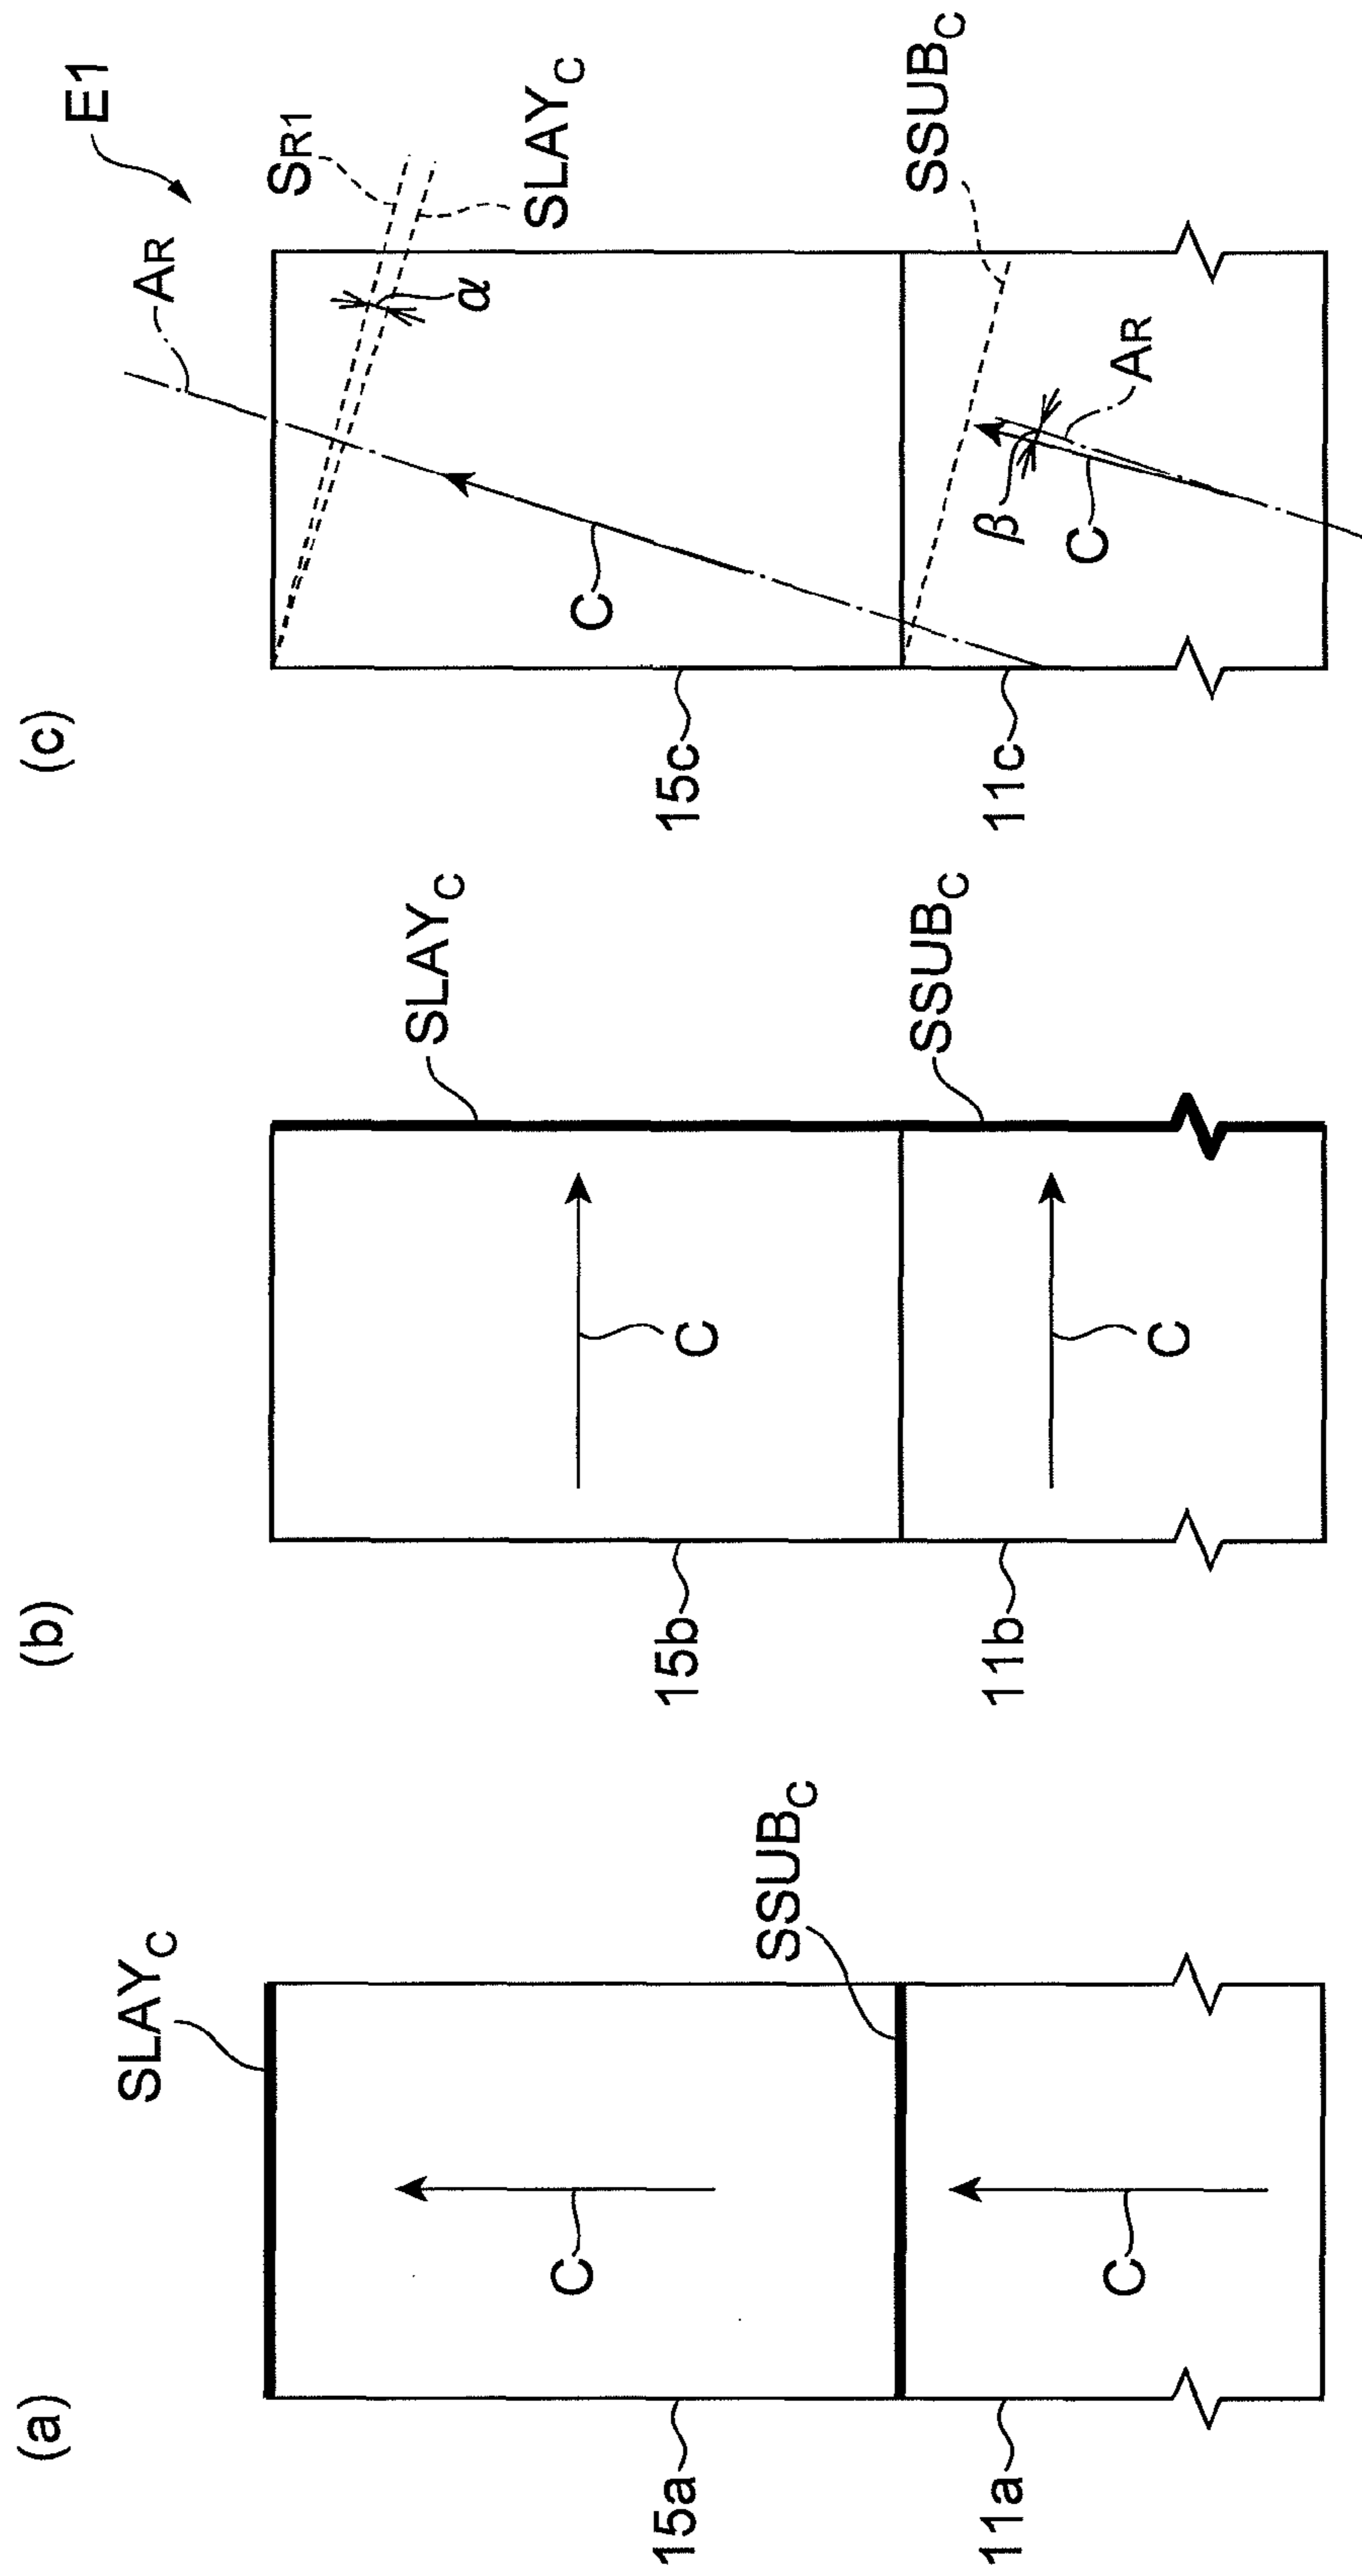 (a)
SLAYC
SSUBC
C
C
15a
11a
(b)
SLAYC
SSUBC
C
C
15b
11b
(c)
E1
AR
SR1
SLAYC
α
C
SSUBC
β
AR
C
15c
11c